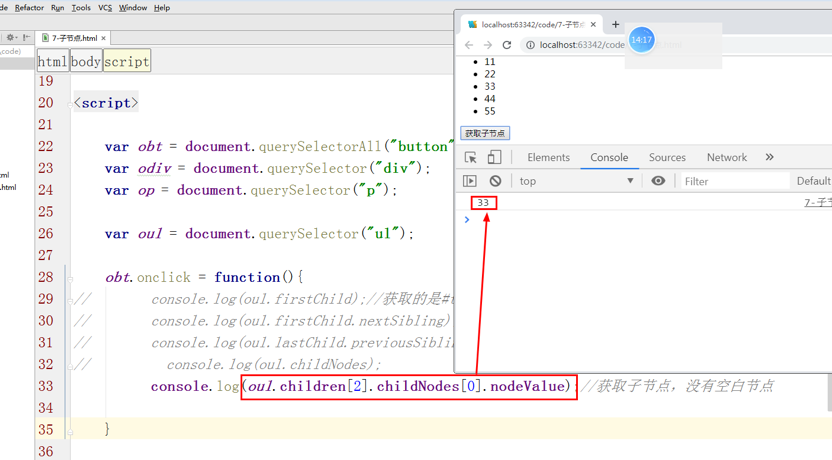 de Refactor Run Tools VCS Window Help
7-子节点.html
html body script
code)
ml
.html
19
20 <script>
21
22 var obt = document.querySelectorAll("button"
23 var odiv = document.querySelector("div");
24 var op = document.querySelector("p");
25
26 var oul = document.querySelector("ul");
27
28 obt.onclick = function(){
29 // console.log(oul.firstChild);//获取的是#t
30 // console.log(oul.firstChild.nextSibling)
31 // console.log(oul.lastChild.previousSiblin
32 // console.log(oul.childNodes);
33 console.log(oul.children[2].childNodes[0].nodeValue);//获取子节点，没有空白节点
34
35 }
36
localhost:63342/code/7-子节点
localhost:63342/code
14:17
11
22
33
44
55
获取子节点
Elements Console Sources Network
top Filter Default
33 7-子节